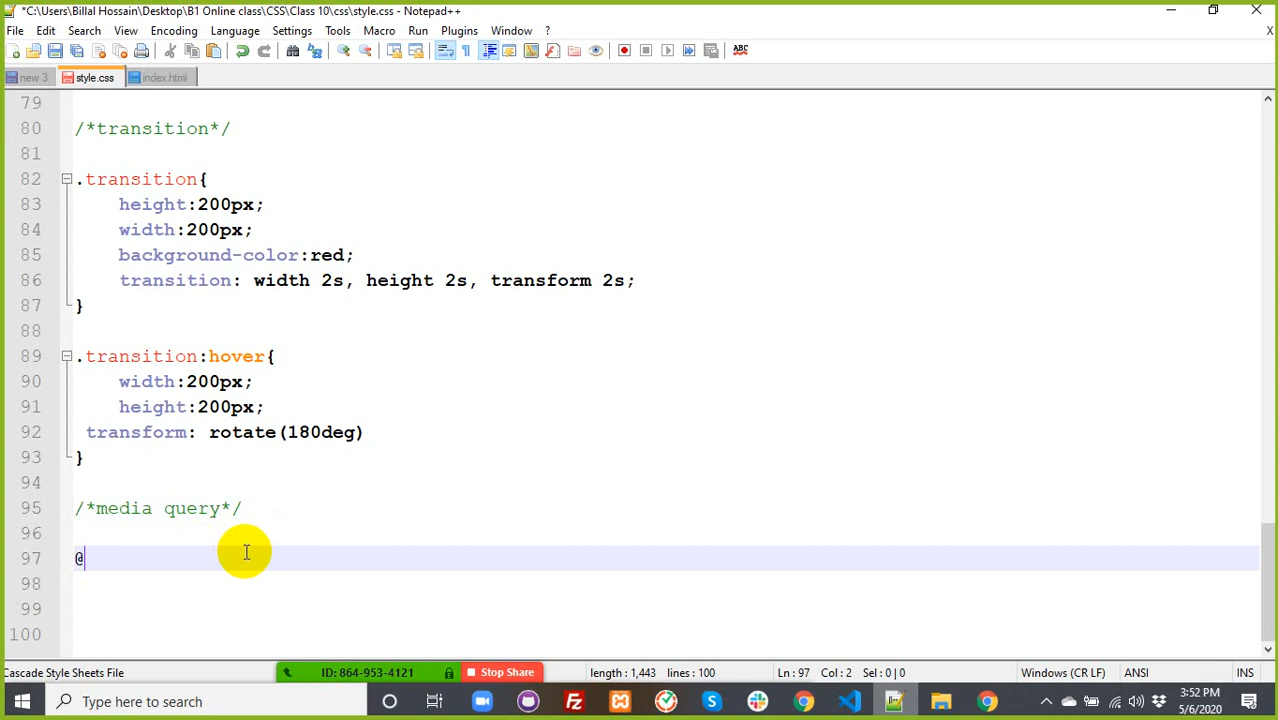 *C:\Users\Billal Hossain\Desktop\B1 Online class\CSS\Class 10\css\style.css - Notepad++
File Edit Search View Encoding Language Settings Tools Macro Run Plugins Window ? X
ABC
new 3 style.css index.html
79
80 /*transition*/
81
82 .transition{
83 height:200px;
84 width:200px;
85 background-color:red;
86 transition: width 2s, height 2s, transform 2s;
87 }
88
89 .transition:hover{
90 width:200px;
91 height:200px;
92 transform: rotate(180deg)
93 }
94
95 /*media query*/
96
97 @
98
99
100
Cascade Style Sheets File ID: 864-953-4121 Stop Share length : 1,443 lines : 100 Ln : 97 Col : 2 Sel : 0 | 0 Windows (CR LF) ANSI INS
Type here to search 3:52 PM
5/6/2020